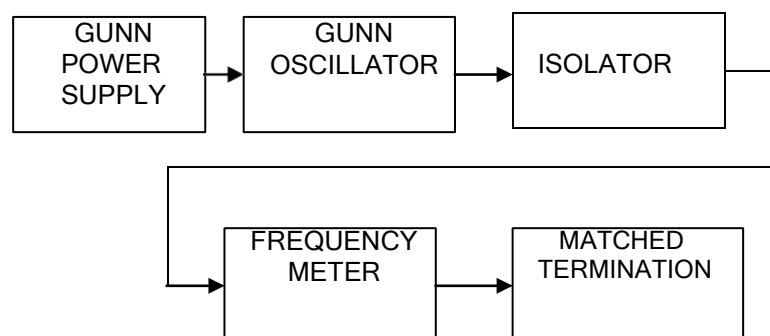 GUNN
POWER
SUPPLY
GUNN
OSCILLATOR
ISOLATOR
FREQUENCY
METER
MATCHED
TERMINATION